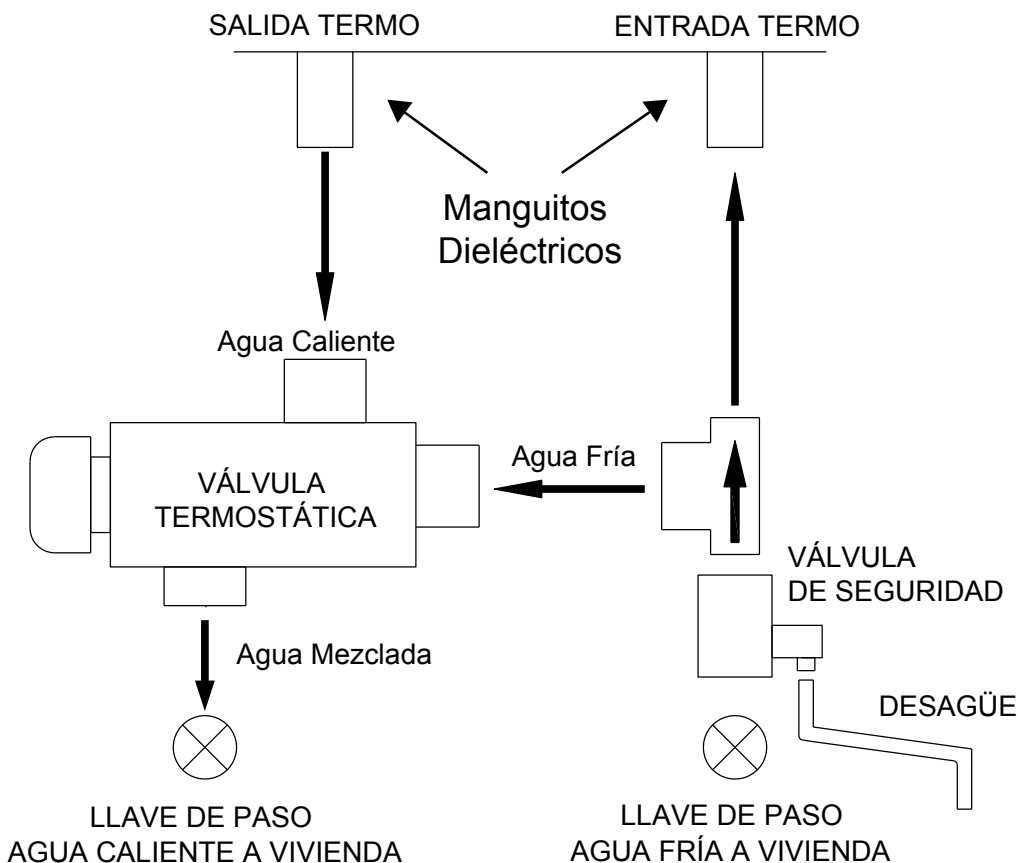 SALIDA TERMO
ENTRADA TERMO
Manguitos
Dieléctricos
Agua Caliente
Agua Fría
VÁLVULA
TERMOSTÁTICA
VÁLVULA
DE SEGURIDAD
Agua Mezclada
DESAGÜE
LLAVE DE PASO
AGUA CALIENTE A VIVIENDA
LLAVE DE PASO
AGUA FRÍA A VIVIENDA